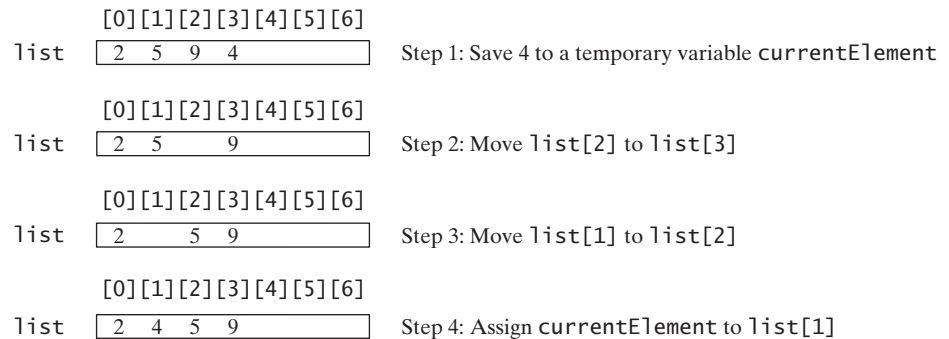 [0][1][2][3][4][5][6]
list 2 5 9 4 Step 1: Save 4 to a temporary variable currentElement
[0][1][2][3][4][5][6]
list 2 5 9 Step 2: Move list[2] to list[3]
[0][1][2][3][4][5][6]
list 2 5 9 Step 3: Move list[1] to list[2]
[0][1][2][3][4][5][6]
list 2 4 5 9 Step 4: Assign currentElement to list[1]